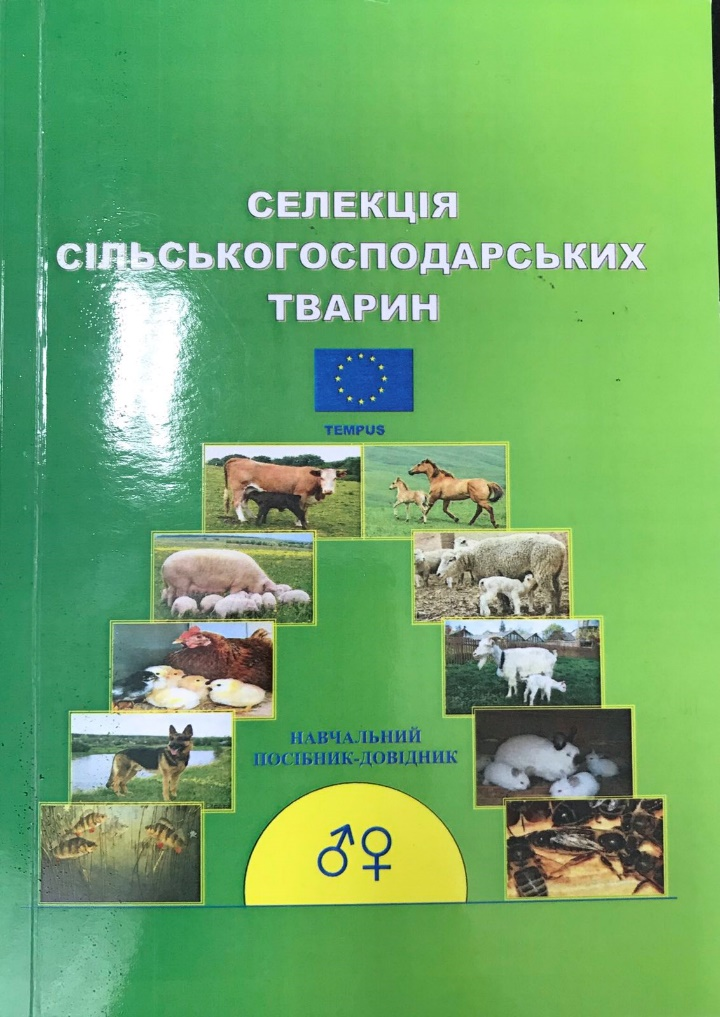 СЕЛЕКЦІЯ
СІЛЬСЬКОГОСПОДАРСЬКИХ
ТВАРИН
TEMPUS
НАВЧАЛЬНИЙ
ПОСІБНИК-ДОВІДНИК